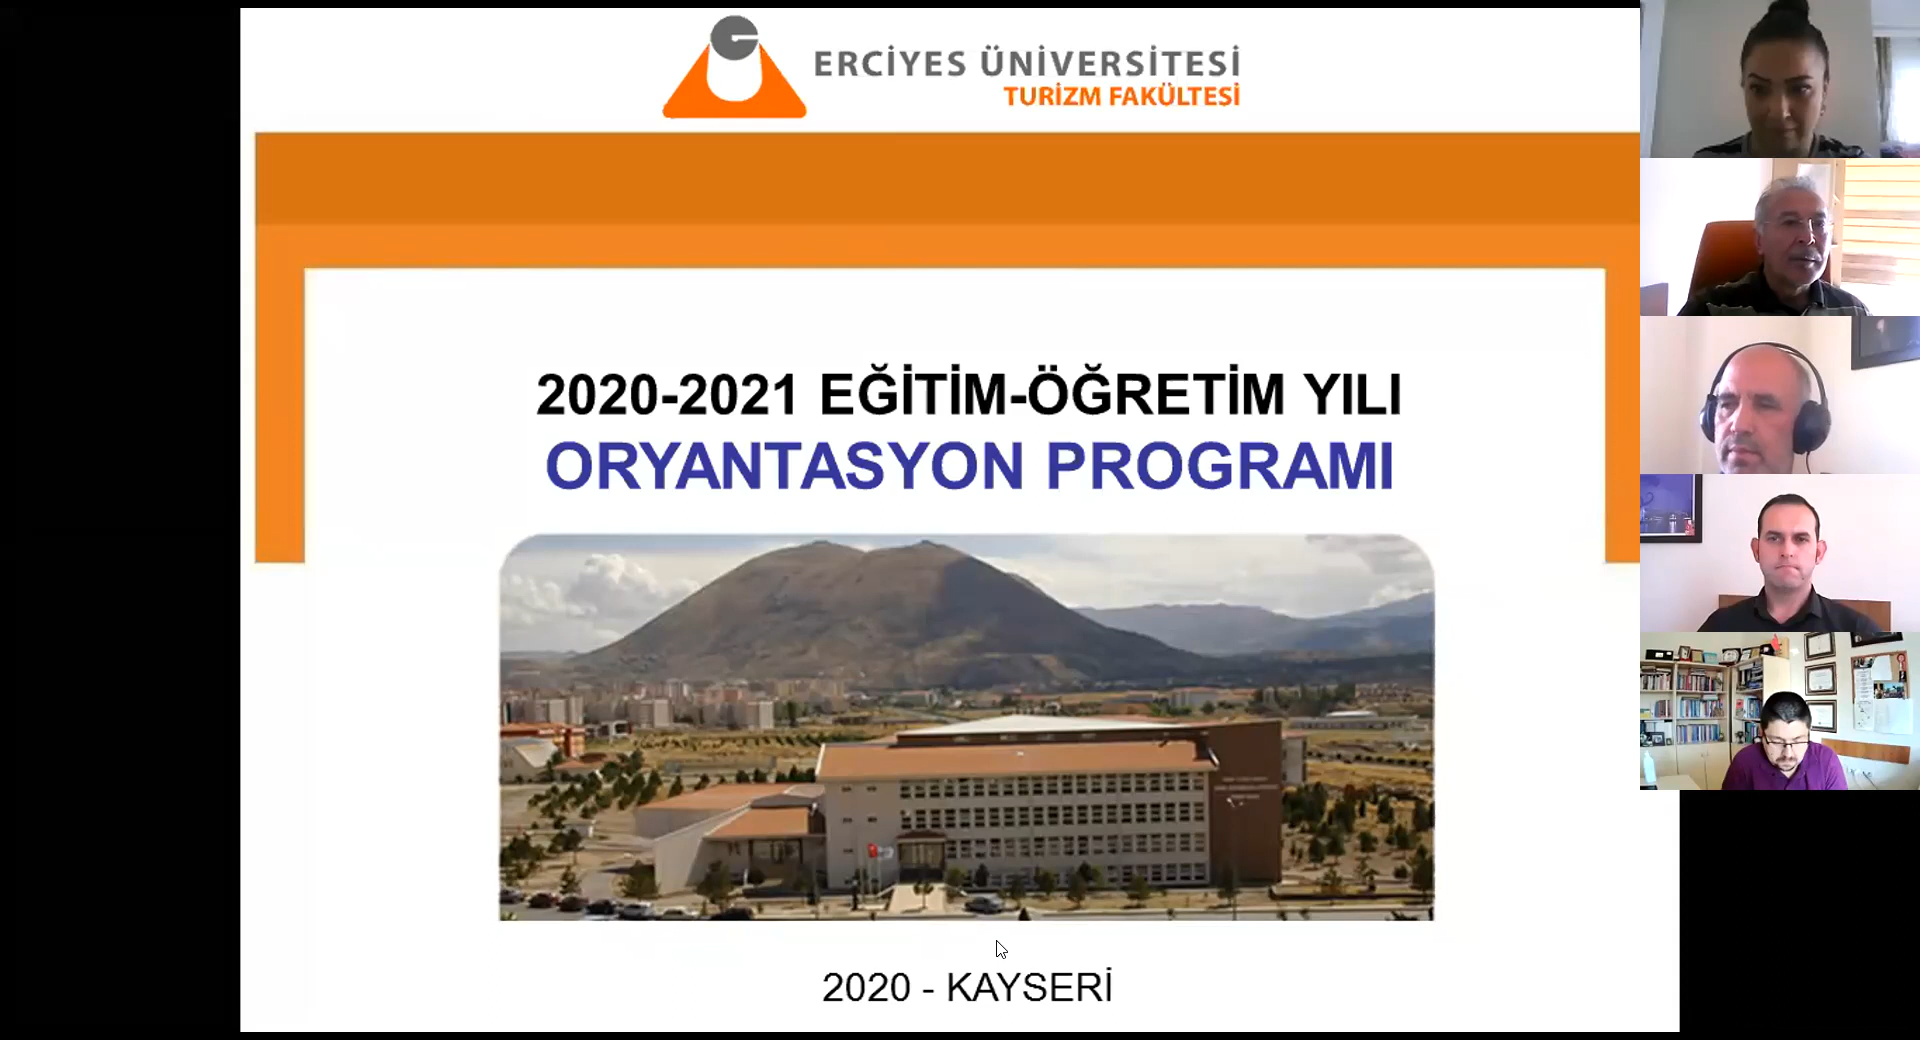 ERCİYES ÜNİVERSİTESİ
TURİZM FAKÜLTESİ
2020-2021 EĞİTİM-ÖĞRETİM YILI
ORYANTASYON PROGRAMI
2020 - KAYSERİ